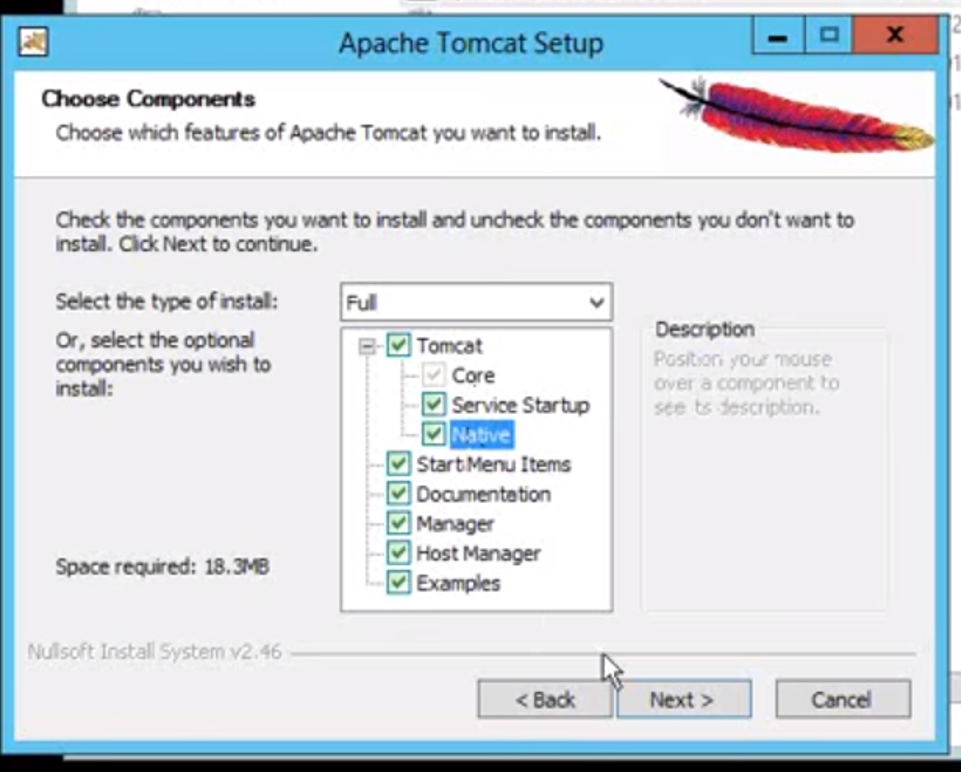 Apache Tomcat Setup
Choose Components
Choose which features of Apache Tomcat you want to install.
Check the components you want to install and uncheck the components you don't want to
install. Click Next to continue.
Select the type of install:
Full
Or, select the optional
components you wish to
install:
Tomcat
Core
Service Startup
Native
Start Menu Items
Documentation
Manager
Host Manager
Examples
Description
Position your mouse
over a component to
see its description.
Space required: 18.3MB
Nullsoft Install System v2.46
< Back
Next >
Cancel